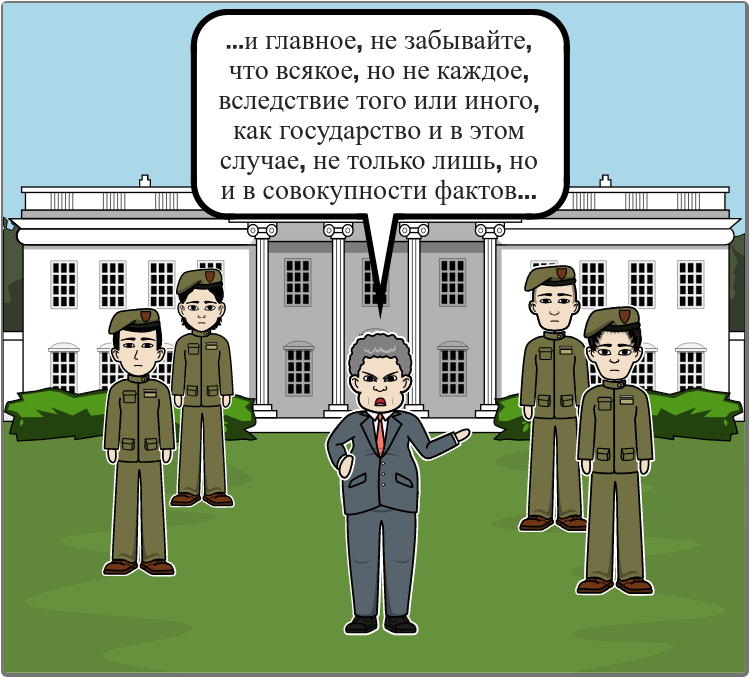 ...и главное, не забывайте,
что всякое, но не каждое,
вследствие того или иного,
как государство и в этом
случае, не только лишь, но
и в совокупности фактов...